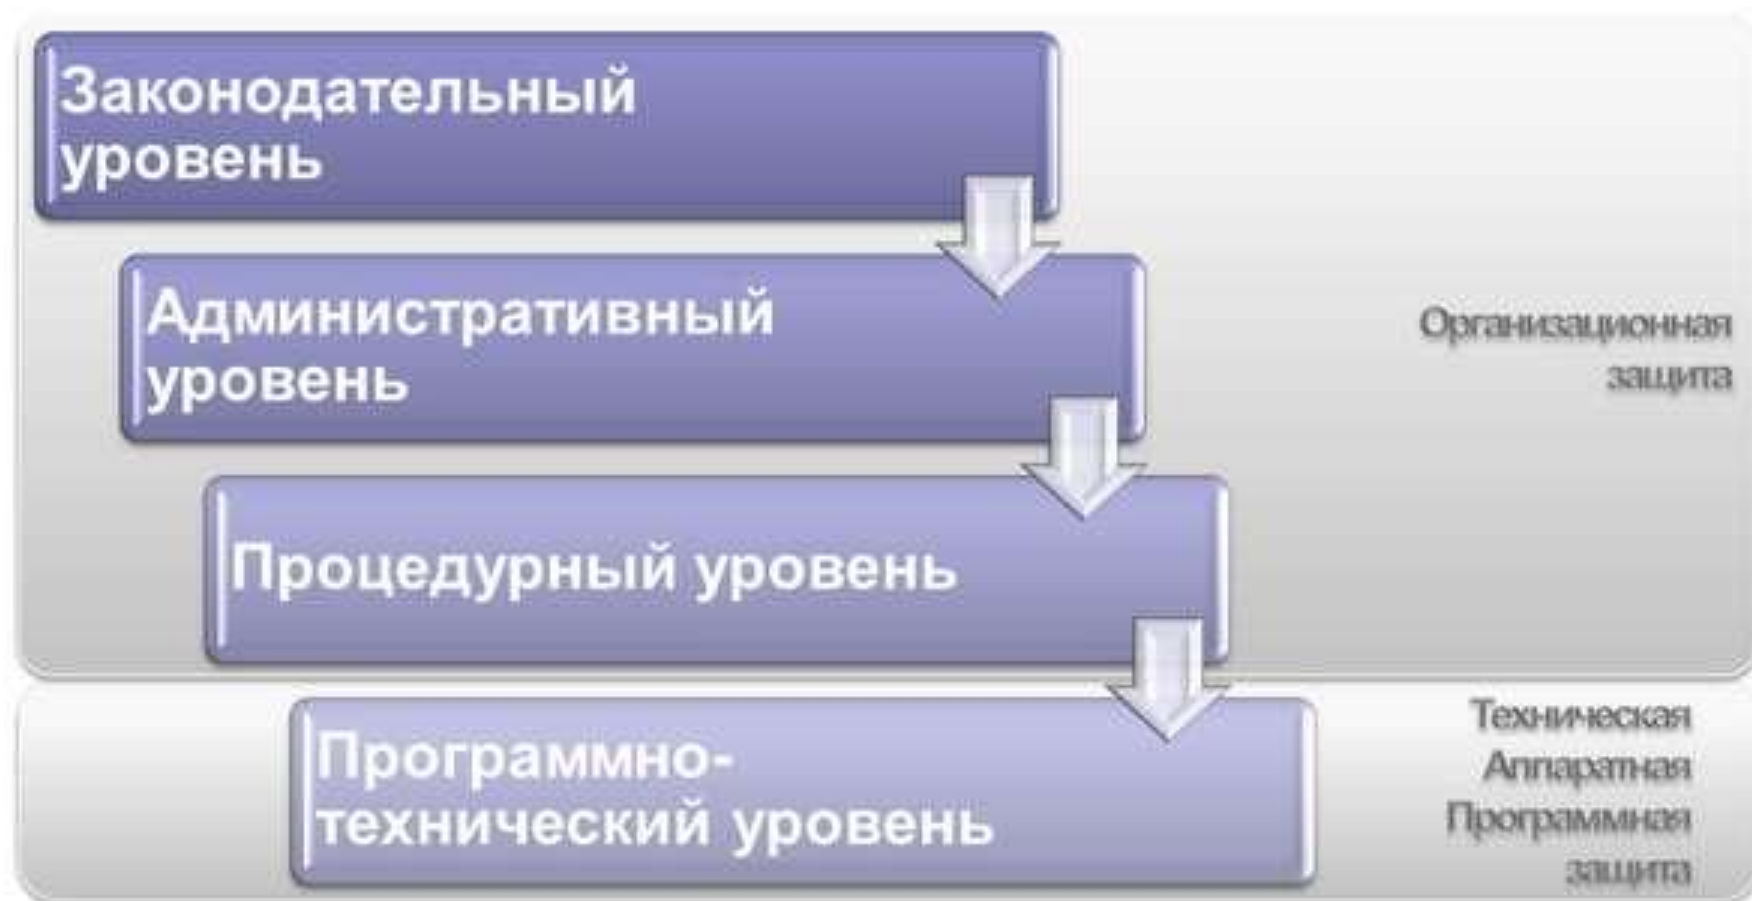 Законодательный
уровень
Административный
уровень
Организационная
защита
Процедурный уровень
Программно-
технический уровень
Техническая
Аппаратная
Программная
защита